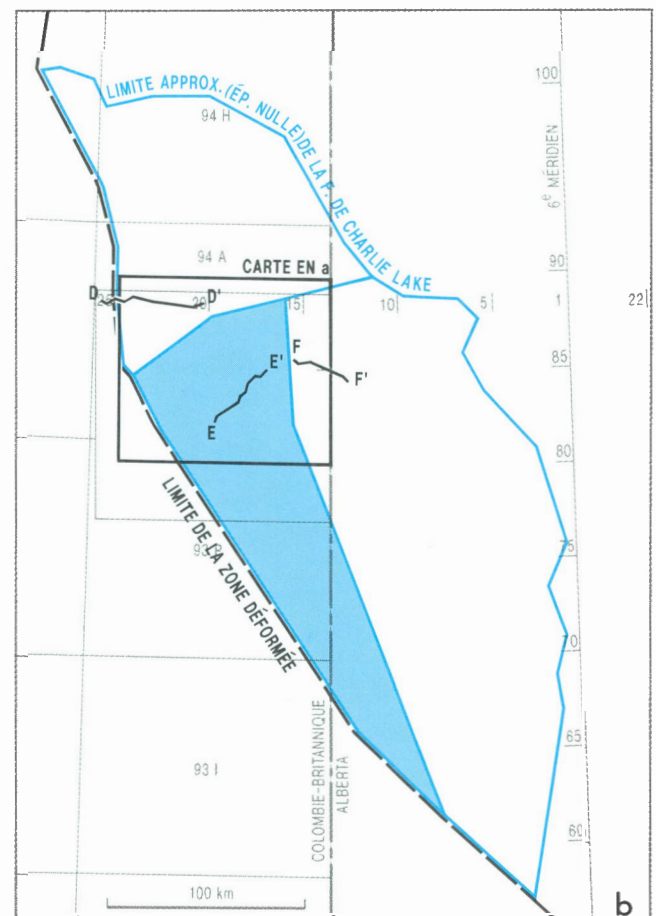 LIMITE APPROX. (ÉP. NULLE) DE LA F. DE CHARLIE LAKE
94 H
100
6e MÉRIDIEN
94 A
90
CARTE EN a
D
D'
25
20
15
10
5
1
22
F
E'
F'
85
E
80
LIMITE DE LA ZONE DÉFORMÉE
75
70
COLOMBIE-BRITANNIQUE
ALBERTA
65
93 I
60
100 km
b